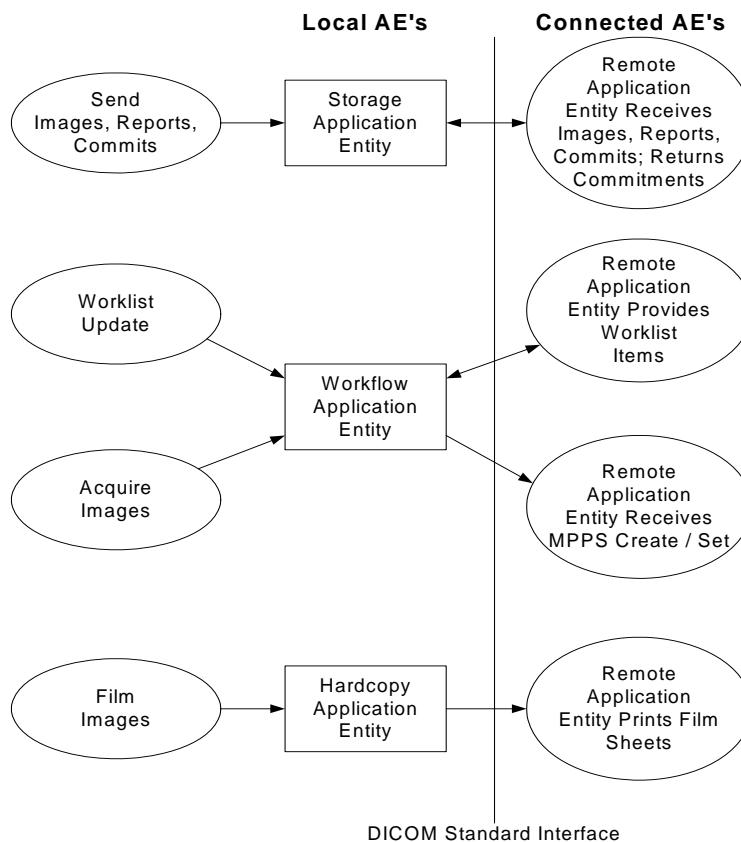 Local AE's
Connected AE's
Send
Images, Reports,
Commits
Storage
Application
Entity
Remote
Application
Entity Receives
Images, Reports,
Commits; Returns
Commitments
Worklist
Update
Remote
Application
Entity Provides
Worklist
Items
Workflow
Application
Entity
Acquire
Images
Remote
Application
Entity Receives
MPPS Create / Set
Film
Images
Hardcopy
Application
Entity
Remote
Application
Entity Prints Film
Sheets
DICOM Standard Interface